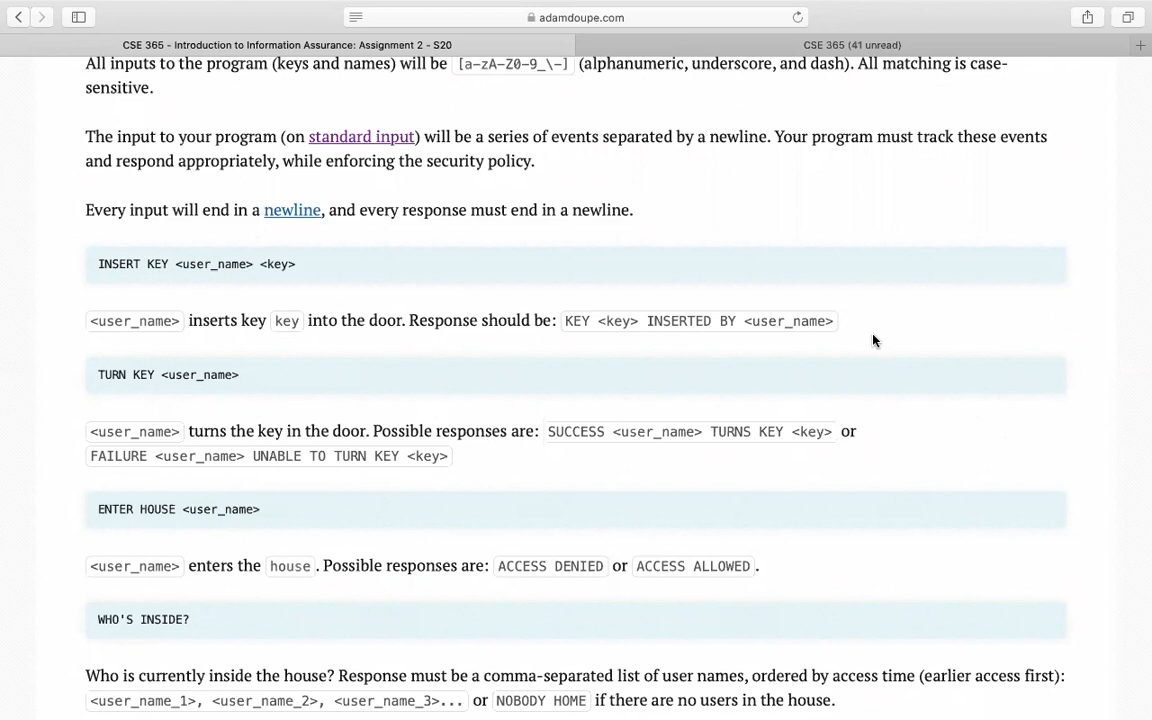 adamdoupe.com
CSE 365 - Introduction to Information Assurance: Assignment 2 - S20
CSE 365 (41 unread)
All inputs to the program (keys and names) will be [a-zA-Z0-9_\-] (alphanumeric, underscore, and dash). All matching is case-
sensitive.
The input to your program (on standard input) will be a series of events separated by a newline. Your program must track these events
and respond appropriately, while enforcing the security policy.
Every input will end in a newline, and every response must end in a newline.
INSERT KEY <user_name> <key>
<user_name> inserts key key into the door. Response should be: KEY <key> INSERTED BY <user_name>
TURN KEY <user_name>
<user_name> turns the key in the door. Possible responses are: SUCCESS <user_name> TURNS KEY <key> or
FAILURE <user_name> UNABLE TO TURN KEY <key>
ENTER HOUSE <user_name>
<user_name> enters the house. Possible responses are: ACCESS DENIED or ACCESS ALLOWED.
WHO'S INSIDE?
Who is currently inside the house? Response must be a comma-separated list of user names, ordered by access time (earlier access first):
<user_name_1>, <user_name_2>, <user_name_3>... or NOBODY HOME if there are no users in the house.